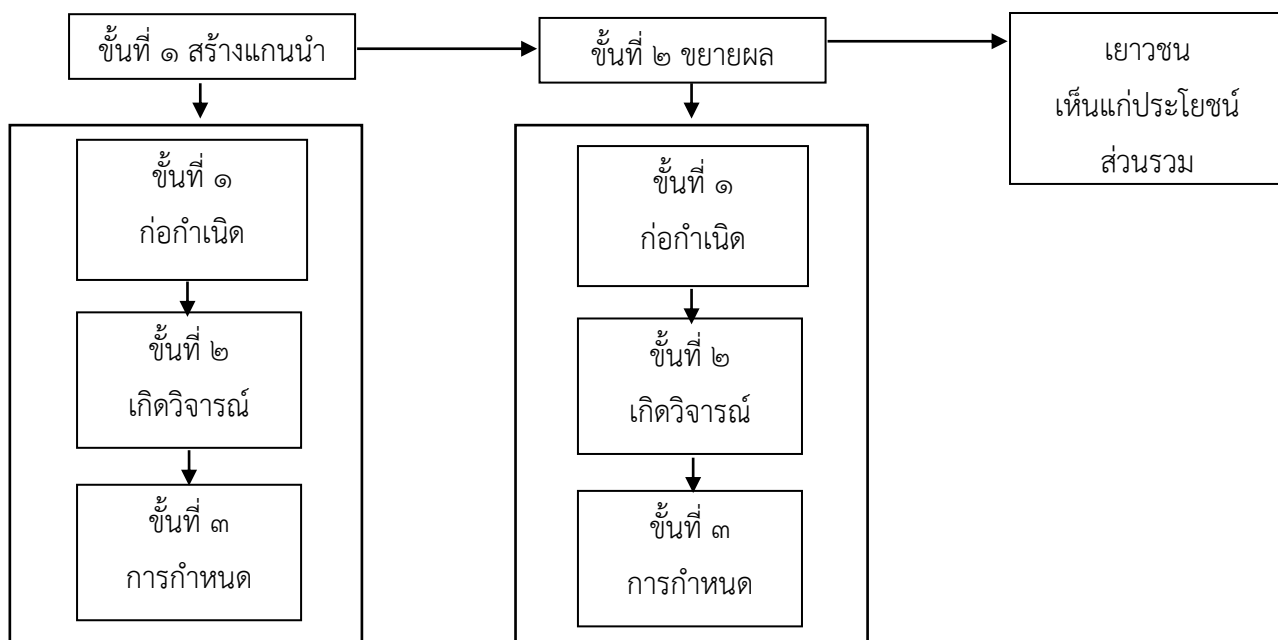 ขั้นที่ ๑ สร้างแกนนำ
ขั้นที่ ๒ ขยายผล
เยาวชน
เห็นแก่ประโยชน์
ส่วนรวม
ขั้นที่ ๑
ก่อกำเนิด
ขั้นที่ ๒
เกิดวิจารณ์
ขั้นที่ ๓
การกำหนด
ขั้นที่ ๑
ก่อกำเนิด
ขั้นที่ ๒
เกิดวิจารณ์
ขั้นที่ ๓
การกำหนด